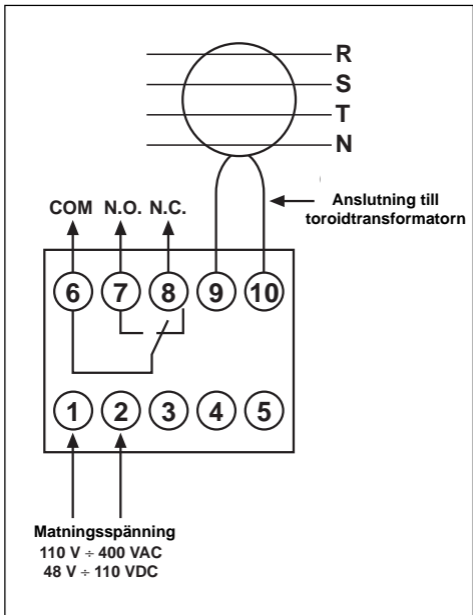 R
S
T
N
Anslutning till
toroidtransformatorn
COM N.O. N.C.
6 7 8 9 10
1 2 3 4 5
Matningsspänning
110 V ÷ 400 VAC
48 V ÷ 110 VDC